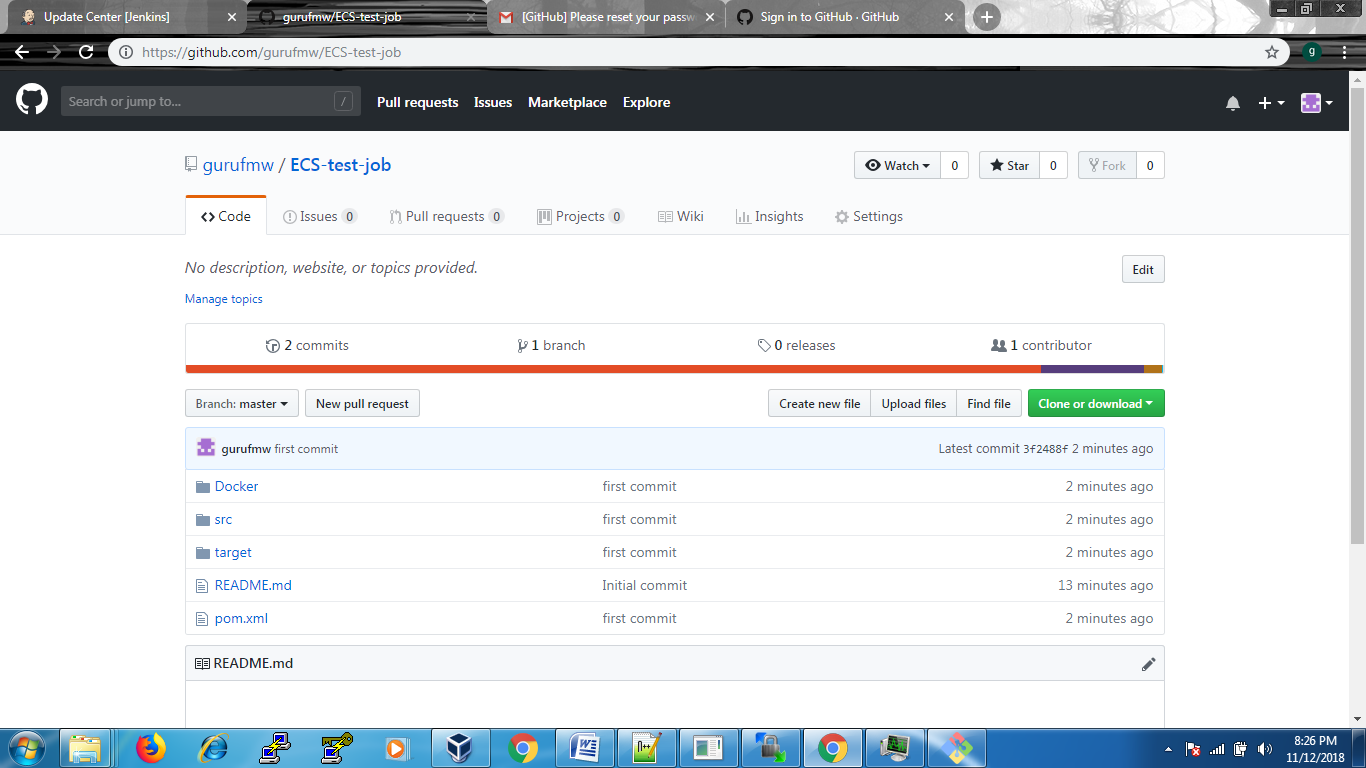 Update Center [Jenkins] gurufmw/ECS-test-job [GitHub] Please reset your passw Sign in to GitHub · GitHub
https://github.com/gurufmw/ECS-test-job g
Search or jump to... / Pull requests Issues Marketplace Explore
gurufmw / ECS-test-job Watch 0 Star 0 Fork 0
Code Issues 0 Pull requests 0 Projects 0 Wiki Insights Settings
No description, website, or topics provided. Edit
Manage topics
2 commits 1 branch 0 releases 1 contributor
Branch: master New pull request Create new file Upload files Find file Clone or download
gurufmw first commit Latest commit 3f2488f 2 minutes ago
Docker first commit 2 minutes ago
src first commit 2 minutes ago
target first commit 2 minutes ago
README.md Initial commit 13 minutes ago
pom.xml first commit 2 minutes ago
README.md
8:26 PM
11/12/2018